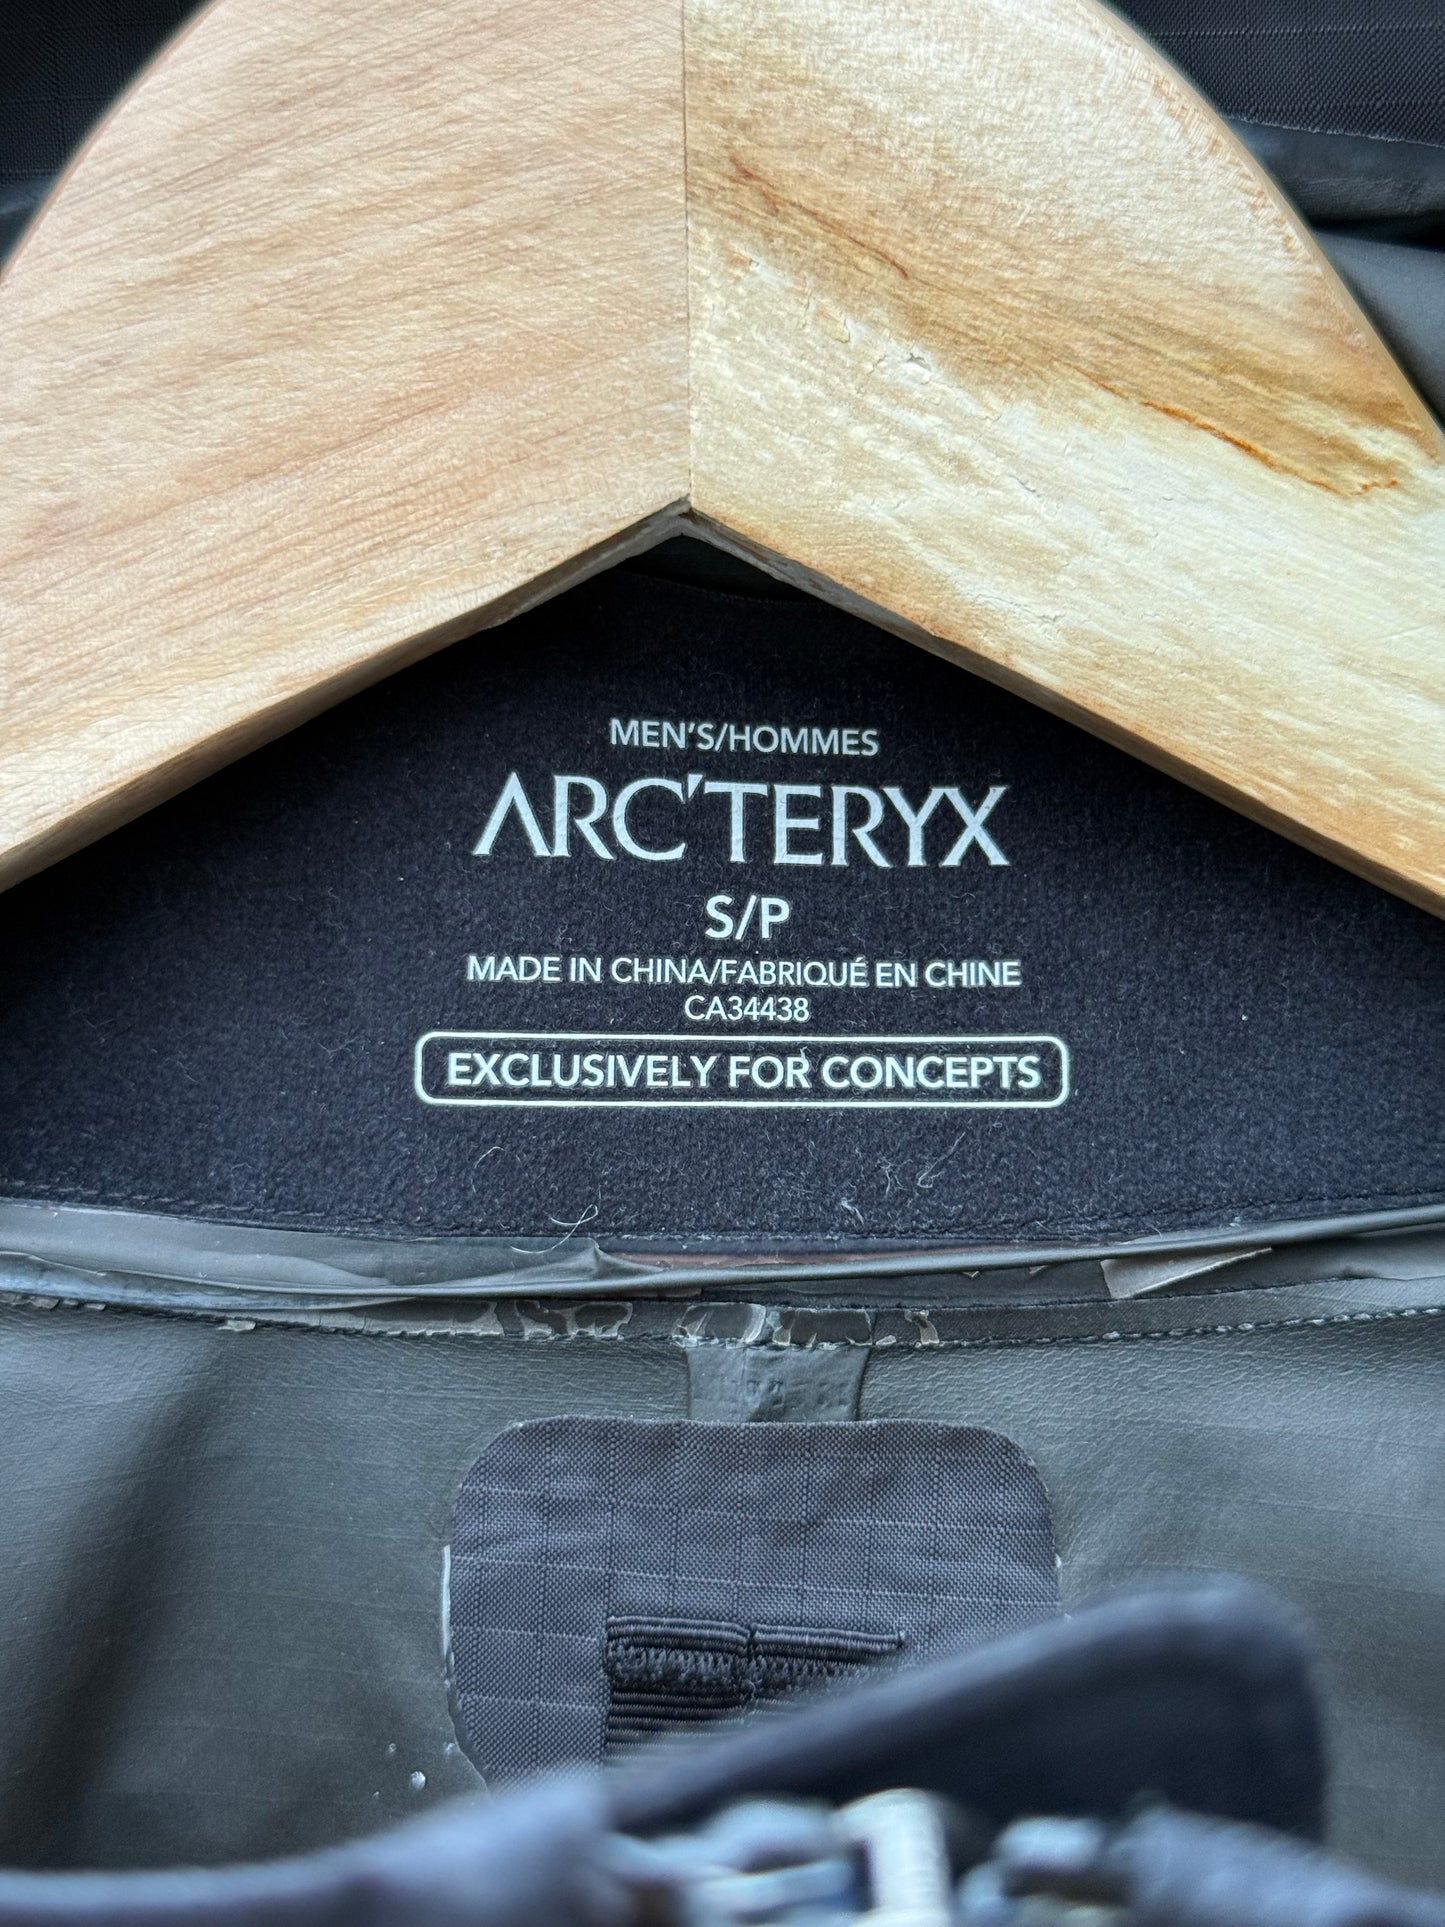 MEN'S/HOMMES
ARC'TERYX
S/P
MADE IN CHINA/FABRIQUÉ EN CHINE
CA34438
EXCLUSIVELY FOR CONCEPTS